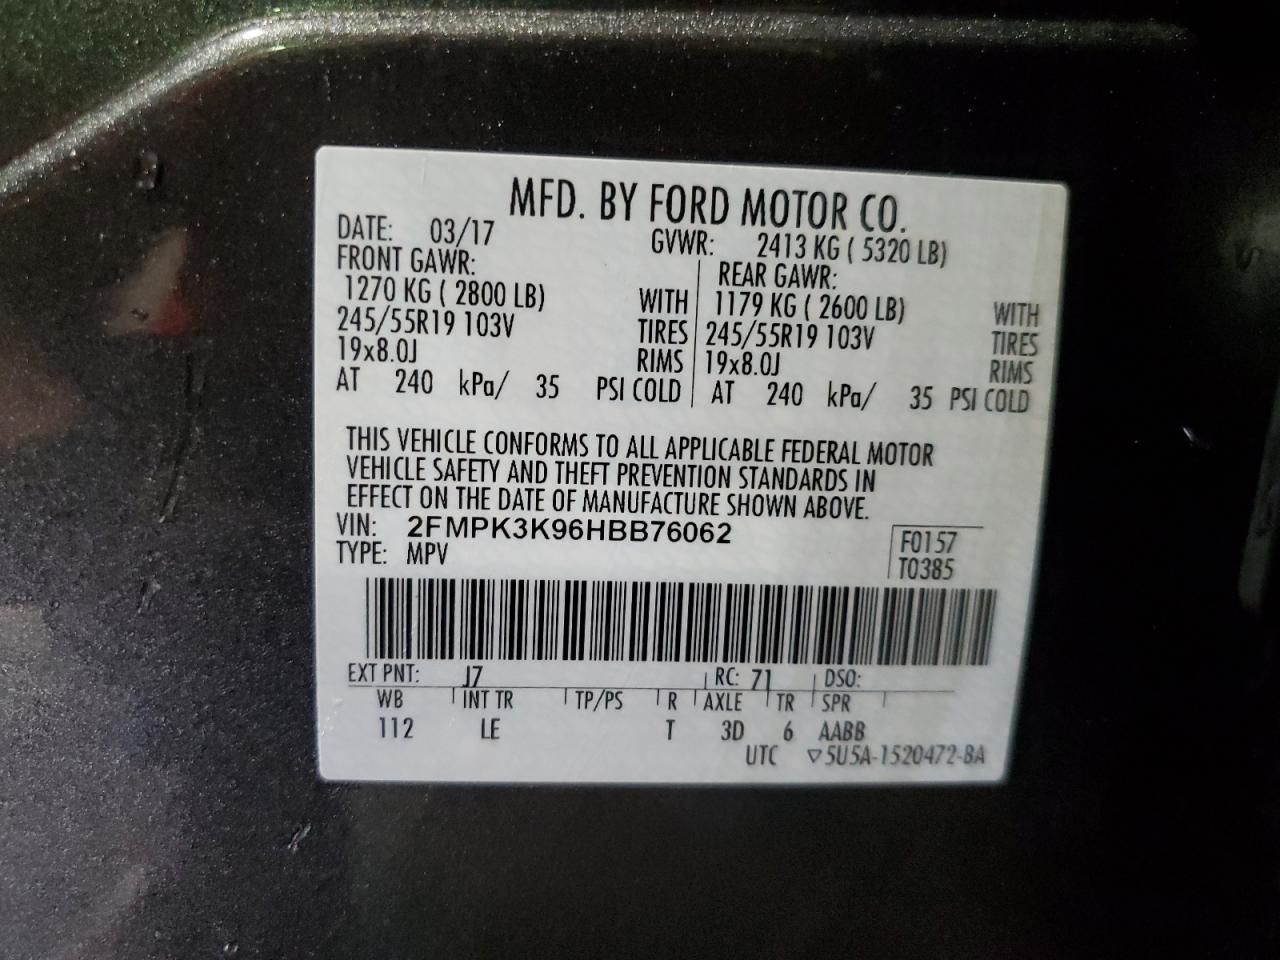 MFD. BY FORD MOTOR CO.
DATE: 03/17 GVWR: 2413 KG ( 5320 LB)
FRONT GAWR: REAR GAWR:
1270 KG ( 2800 LB) WITH 1179 KG ( 2600 LB) WITH
245/55R19 103V TIRES 245/55R19 103V TIRES
19x8.0J RIMS 19x8.0J RIMS
AT 240 kPa/ 35 PSI COLD AT 240 kPa/ 35 PSI COLD
THIS VEHICLE CONFORMS TO ALL APPLICABLE FEDERAL MOTOR
VEHICLE SAFETY AND THEFT PREVENTION STANDARDS IN
EFFECT ON THE DATE OF MANUFACTURE SHOWN ABOVE.
VIN: 2FMPK3K96HBB76062 F0157
TYPE: MPV T0385
EXT PNT: J7 RC: 71 DSO:
WB INT TR TP/PS R AXLE TR SPR
112 LE T 3D 6 AABB
UTC ▽5U5A-1520472-BA